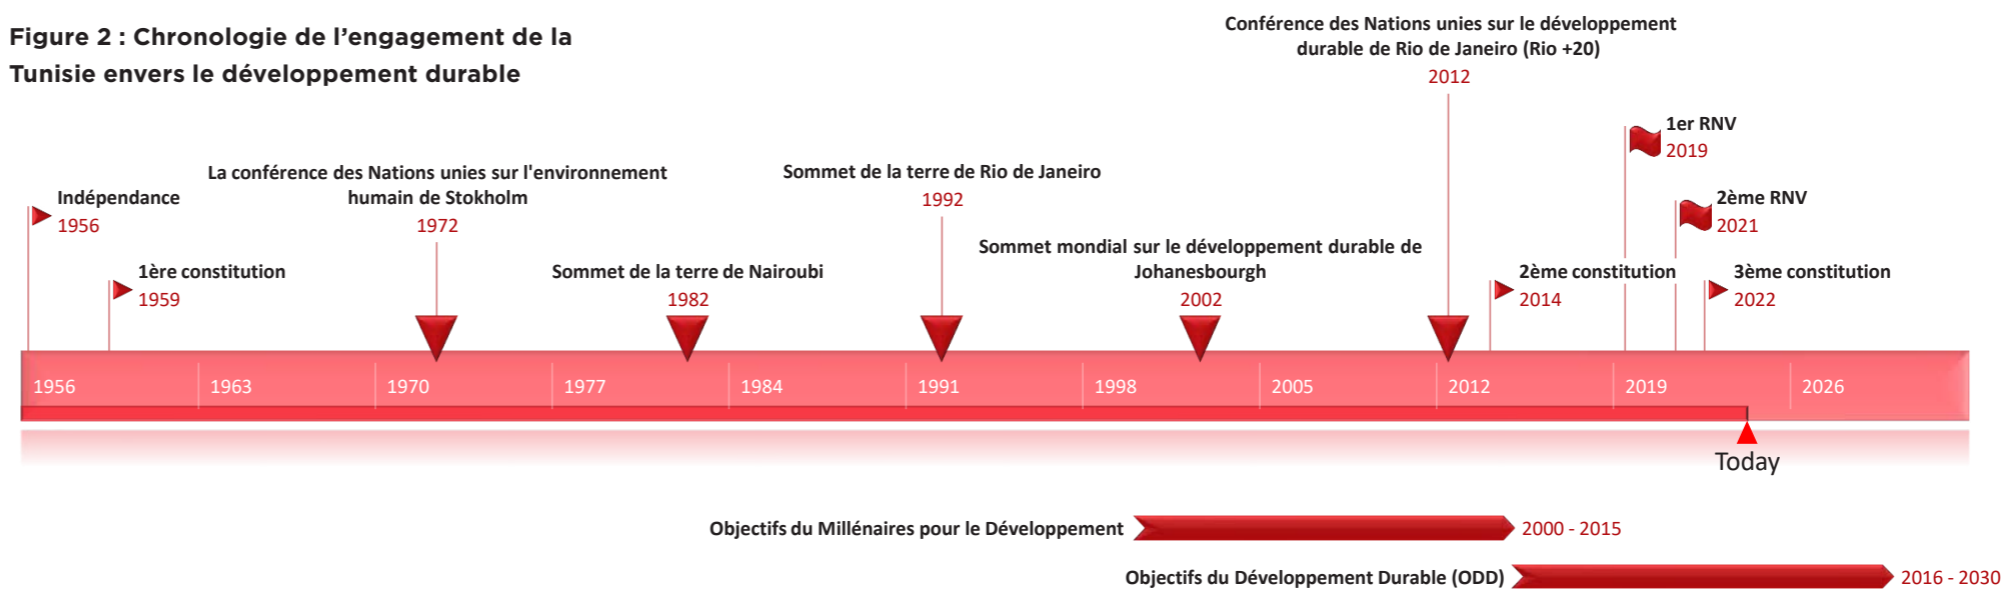 Figure 2 : Chronologie de l’engagement de la
Tunisie envers le développement durable
Conférence des Nations unies sur le développement
durable de Rio de Janeiro (Rio +20)
2012
1er RNV
2019
La conférence des Nations unies sur l'environnement
humain de Stokholm
1972
Sommet de la terre de Rio de Janeiro
1992
Indépendance
1956
2ème RNV
2021
1ère constitution
1959
Sommet de la terre de Nairoubi
1982
Sommet mondial sur le développement durable de
Johanesbourgh
2002
2ème constitution
2014
3ème constitution
2022
1956 1963 1970 1977 1984 1991 1998 2005 2012 2019 2026
Today
Objectifs du Millénaires pour le Développement 2000 - 2015
Objectifs du Développement Durable (ODD) 2016 - 2030